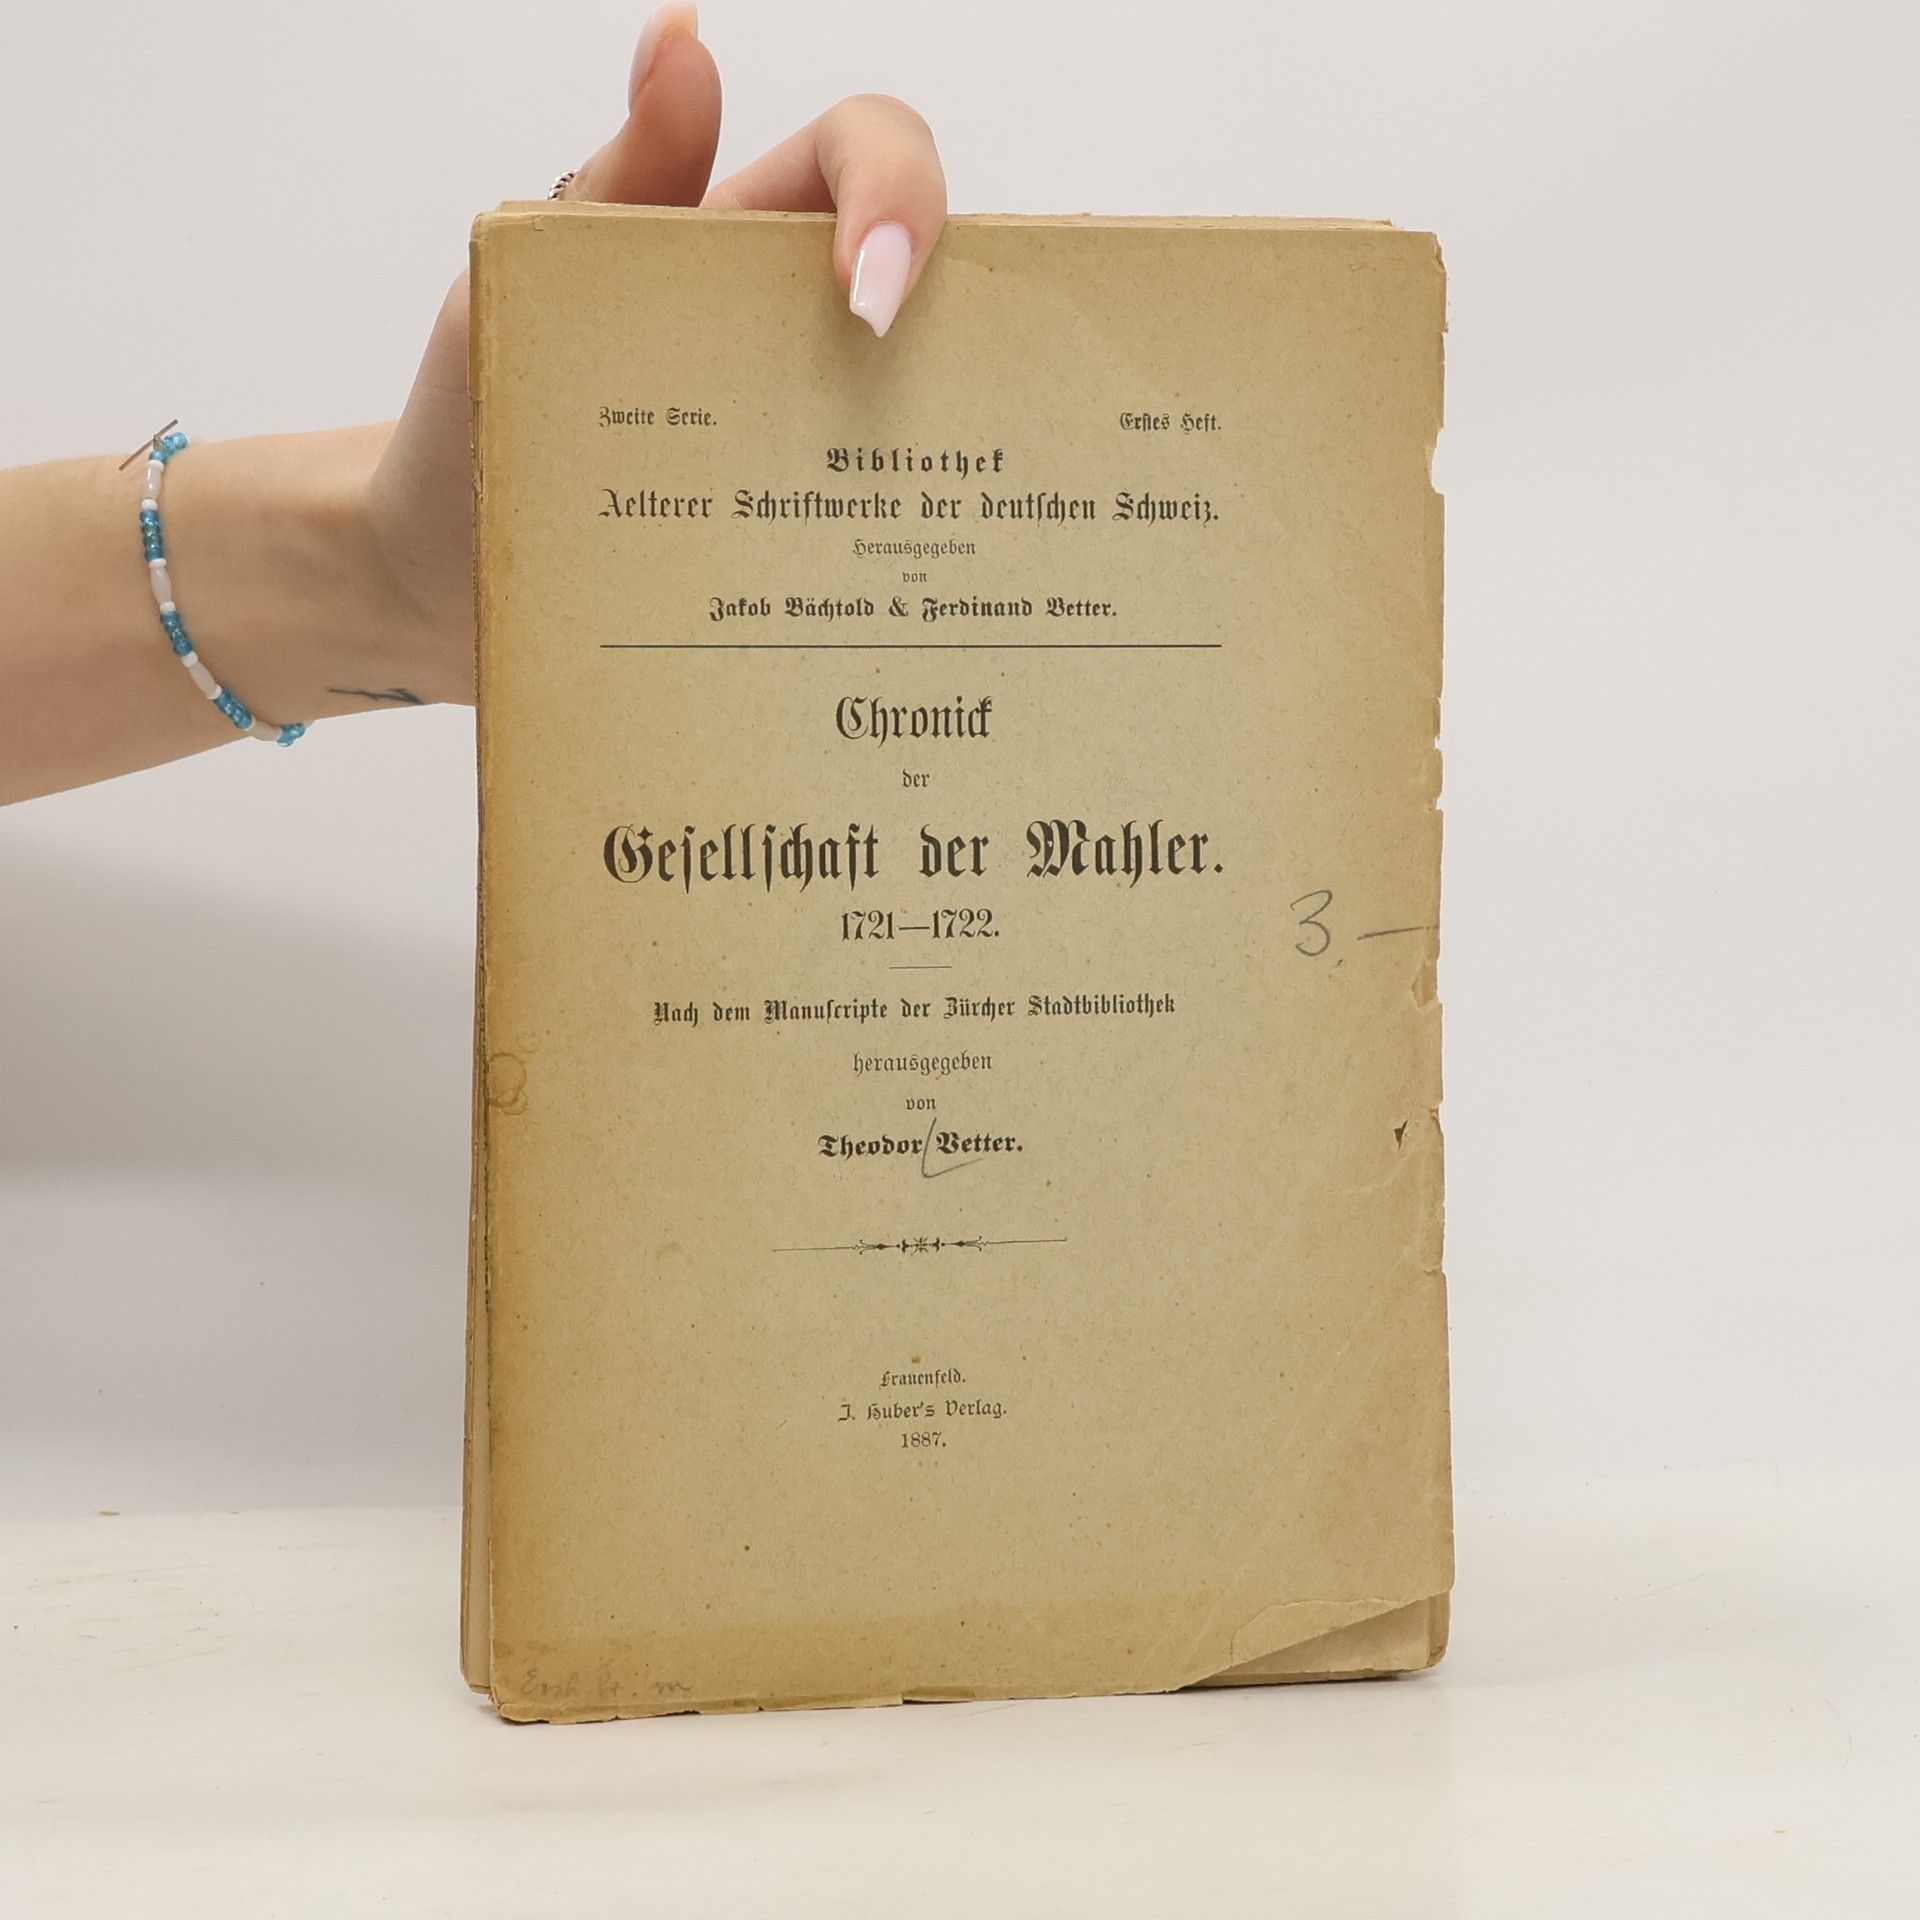 Zweite Serie. Erstes Heft.
Bibliothek
Aelterer Schriftwerke der deutschen Schweiz.
Herausgegeben
von
Jakob Bächtold & Ferdinand Vetter.
Chronick
der
Gesellschaft der Mahler.
1721—1722.
3.—
Nach dem Manuscripte der Zürcher Stadtbibliothek
herausgegeben
von
Theodor Vetter.
Frauenfeld.
J. Huber's Verlag.
1887.